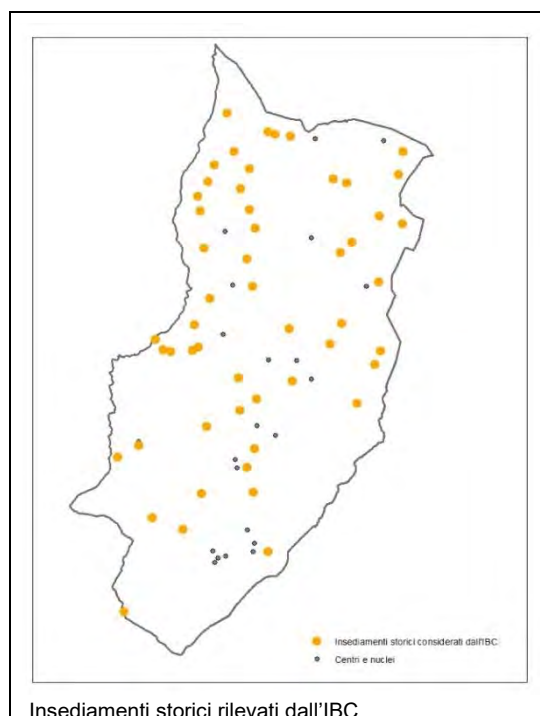 Insediamenti storici considerati dall'IBC
Centri e nuclei
Insediamenti storici rilevati dall'IBC